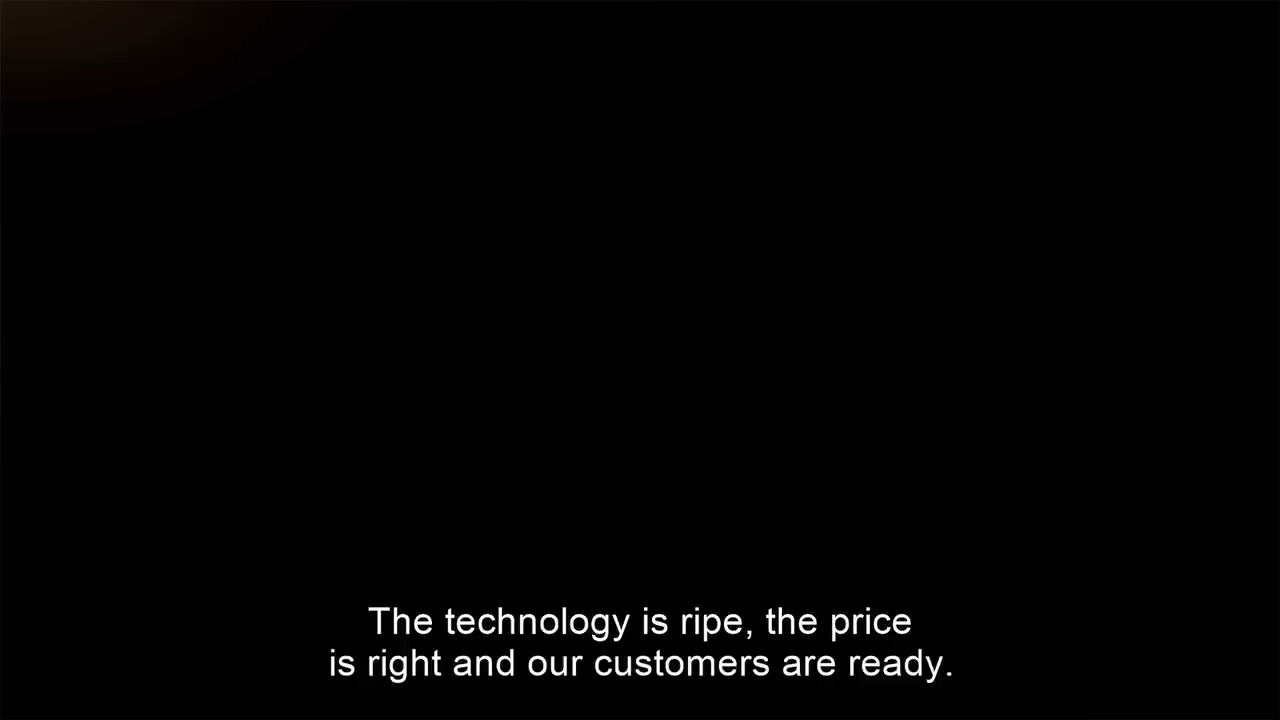 The technology is ripe, the price
is right and our customers are ready.